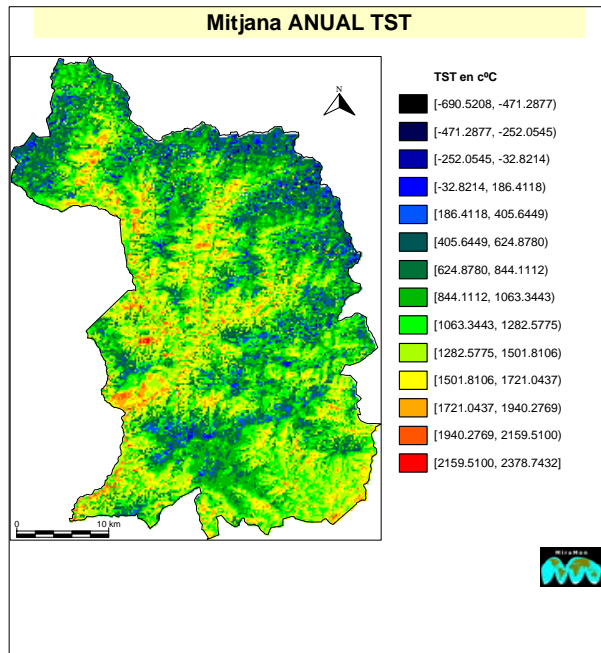 Mitjana ANUAL TST
N
TST en cºC
[-690.5208, -471.2877)
[-471.2877, -252.0545)
[-252.0545, -32.8214)
[-32.8214, 186.4118)
[186.4118, 405.6449)
[405.6449, 624.8780)
[624.8780, 844.1112)
[844.1112, 1063.3443)
[1063.3443, 1282.5775)
[1282.5775, 1501.8106)
[1501.8106, 1721.0437)
[1721.0437, 1940.2769)
[1940.2769, 2159.5100)
[2159.5100, 2378.7432]
0 10 km
MiraMon